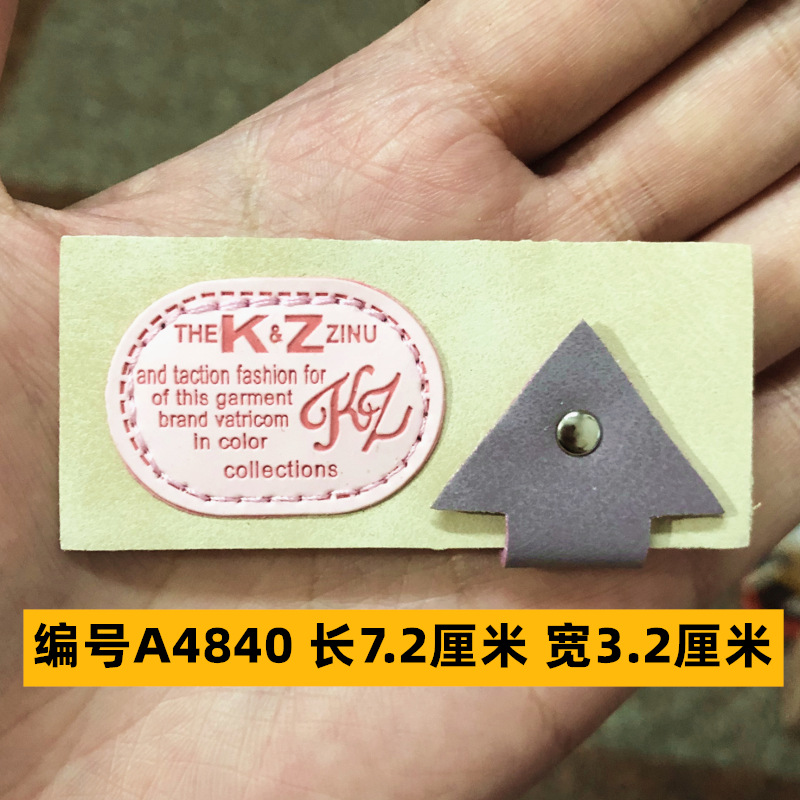 THE K & Z ZINU
and taction fashion for
of this garment
brand vatricom
in color
collections
KZ
编号A4840 长7.2厘米 宽3.2厘米